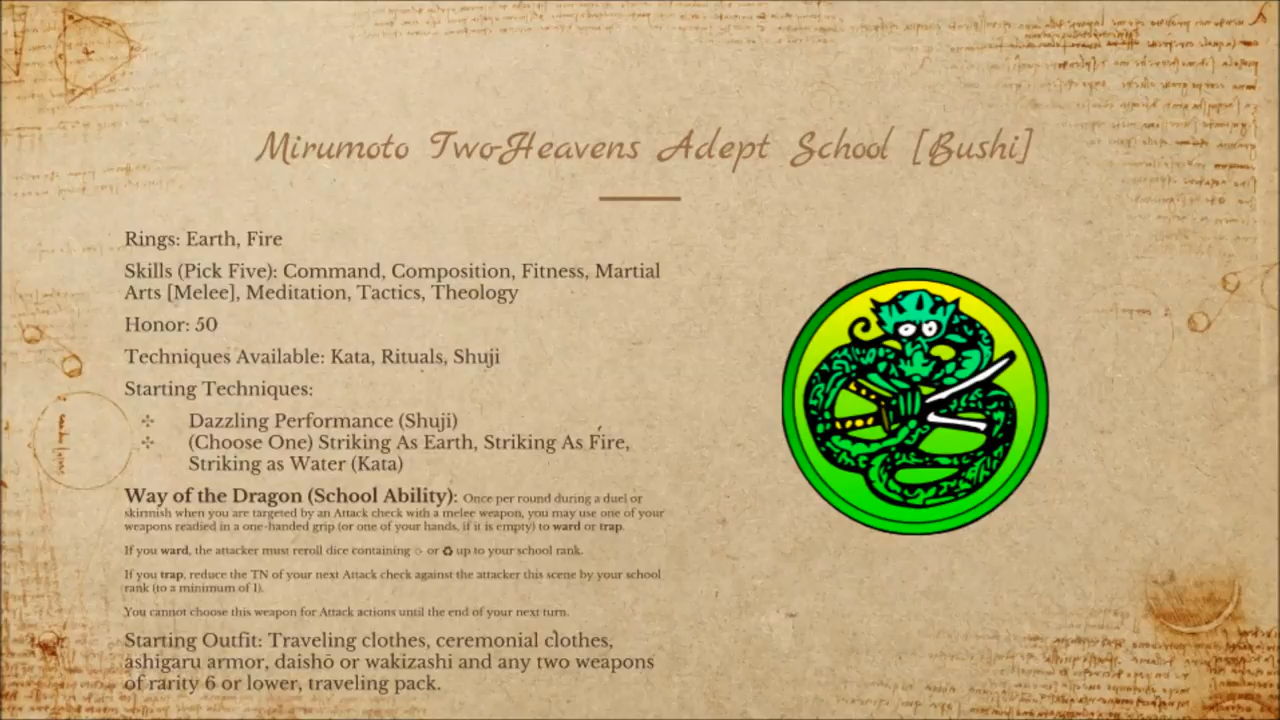 Mirumoto Two-Heavens Adept School [Bushi]
Rings: Earth, Fire
Skills (Pick Five): Command, Composition, Fitness, Martial
Arts [Melee], Meditation, Tactics, Theology
Honor: 50
Techniques Available: Kata, Rituals, Shuji
Starting Techniques:
Dazzling Performance (Shuji)
(Choose One) Striking As Earth, Striking As Fire,
Striking as Water (Kata)
Way of the Dragon (School Ability): Once per round during a duel or
skirmish when you are targeted by an Attack check with a melee weapon, you may use one of your
weapons readied in a one-handed grip (or one of your hands, if it is empty) to ward or trap.
If you ward, the attacker must reroll dice containing or up to your school rank.
If you trap, reduce the TN of your next Attack check against the attacker this scene by your school
rank (to a minimum of 1).
You cannot choose this weapon for Attack actions until the end of your next turn.
Starting Outfit: Traveling clothes, ceremonial clothes,
ashigaru armor, daishō or wakizashi and any two weapons
of rarity 6 or lower, traveling pack.